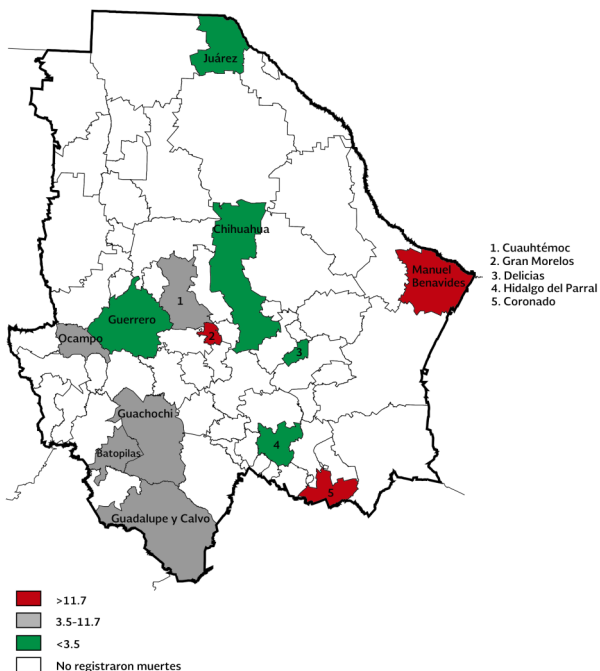 Juárez
Chihuahua
Manuel
Benavides
1. Cuauhtémoc
2. Gran Morelos
3. Delicias
4. Hidalgo del Parral
5. Coronado
1
Guerrero
Ocampo
2
3
Guachochi
Batopilas
4
5
Guadalupe y Calvo
>11.7
3.5-11.7
<3.5
No registraron muertes